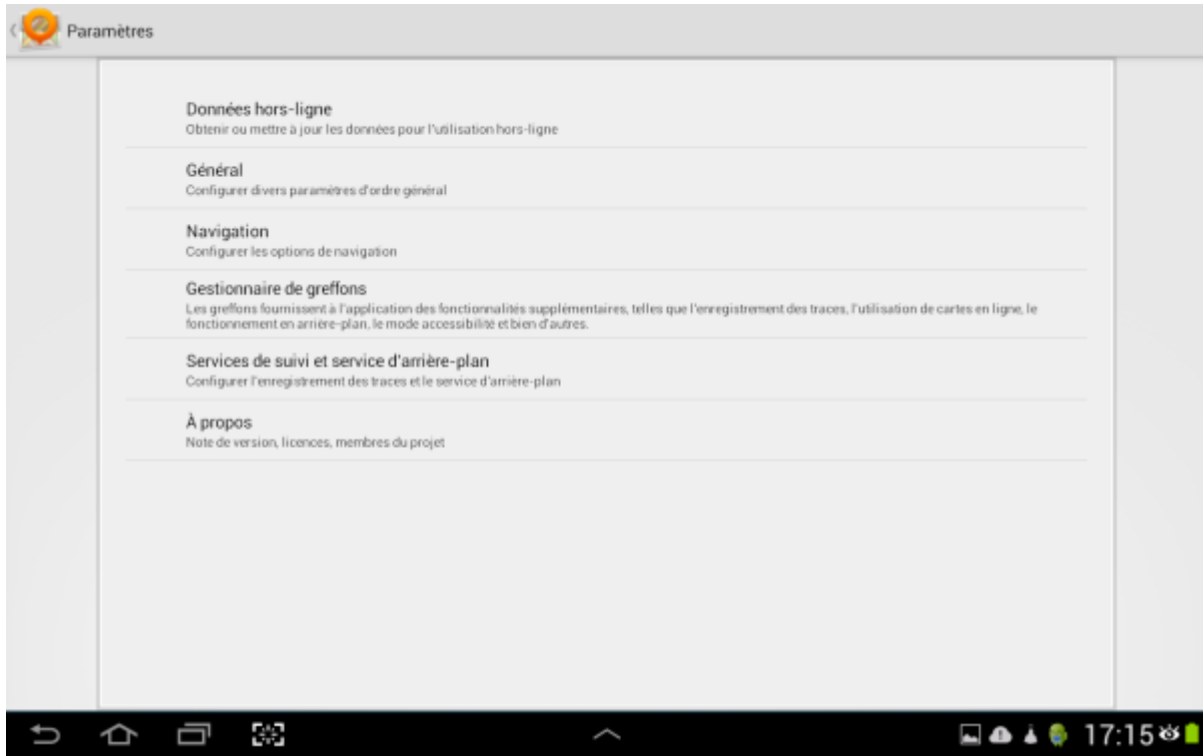 Paramètres
Données hors-ligne
Obtenir ou mettre à jour les données pour l'utilisation hors-ligne
Général
Configurer divers paramètres d'ordre général
Navigation
Configurer les options de navigation
Gestionnaire de greffons
Les greffons fournissent à l'application des fonctionnalités supplémentaires, telles que l'enregistrement des traces, l'utilisation de cartes en ligne, le
fonctionnement en arrière-plan, le mode accessibilité et bien d'autres.
Services de suivi et service d'arrière-plan
Configurer l'enregistrement des traces et le service d'arrière-plan
À propos
Note de version, licences, membres du projet
17:15